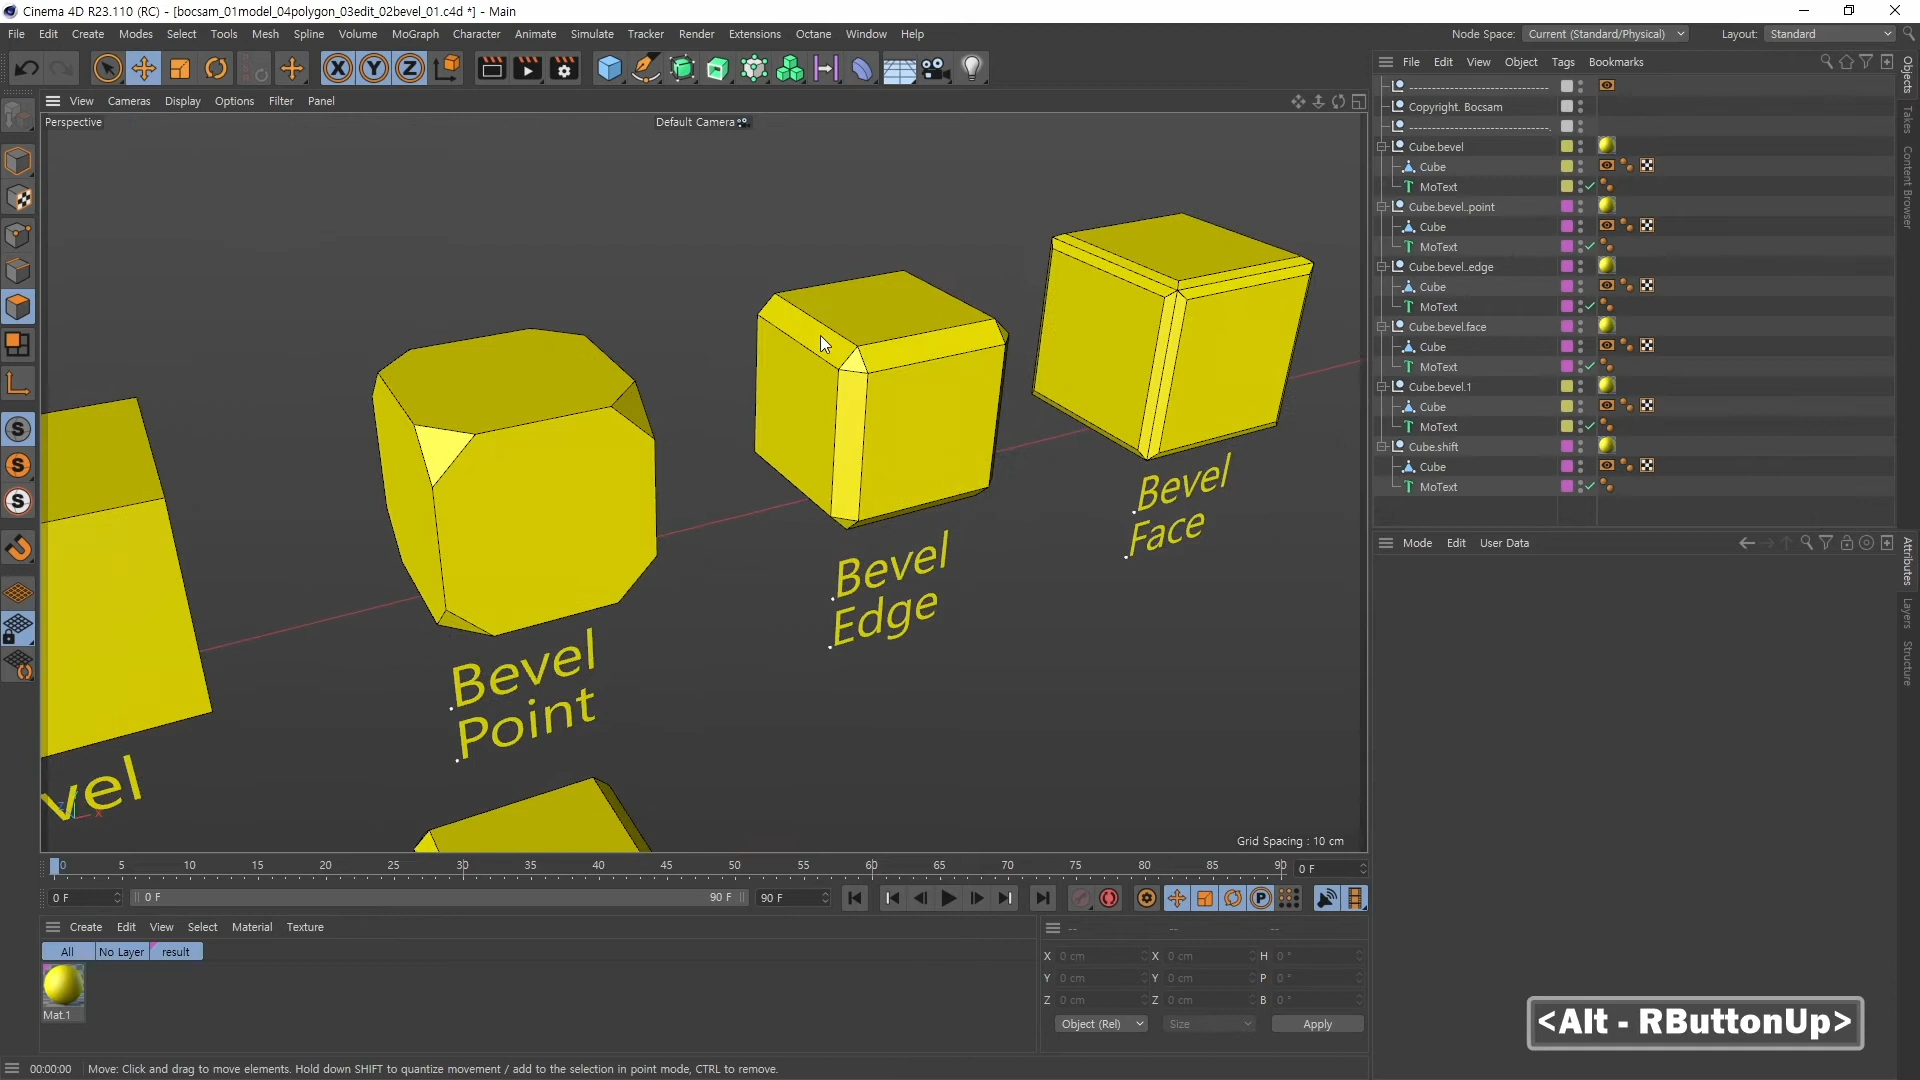 Cinema 4D R23.110 (RC) - [bocsam_01model_04polygon_03edit_02bevel_01.c4d *] - Main
File Edit Create Modes Select Tools Mesh Spline Volume MoGraph Character Animate Simulate Tracker Render Extensions Octane Window Help
Node Space: Current (Standard/Physical) Layout: Standard
View Cameras Display Options Filter Panel
Perspective
Default Camera
Bevel
Face
Bevel
Edge
Bevel
Point
vel
Grid Spacing : 10 cm
File Edit View Object Tags Bookmarks
Copyright. Bocsam
Cube.bevel
Cube
MoText
Cube.bevel..point
Cube
MoText
Cube.bevel..edge
Cube
MoText
Cube.bevel.face
Cube
MoText
Cube.bevel.1
Cube
MoText
Cube.shift
Cube
MoText
Mode Edit User Data
Objects
Takes
Content Browser
Attributes
Layers
Structure
0 5 10 15 20 25 30 35 40 45 50 55 60 65 70 75 80 85 90 0 F
0 F 0 F 90 F 90 F
Create Edit View Select Material Texture
All No Layer result
Mat.1
-- -- --
X 0 cm X 0 cm H 0 °
Y 0 cm Y 0 cm P 0 °
Z 0 cm Z 0 cm B 0 °
Object (Rel) Size Apply
<Alt - RButtonUp>
00:00:00 Move: Click and drag to move elements. Hold down SHIFT to quantize movement / add to the selection in point mode, CTRL to remove.